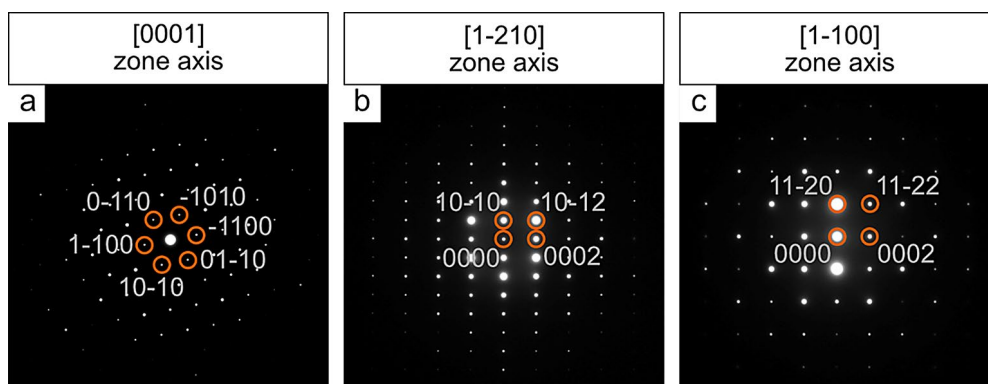 [0001]
zone axis
[1-210]
zone axis
[1-100]
zone axis
a
0-110
-1010
-1100
1-100
01-10
10-10
b
10-10
10-12
0000
0002
c
11-20
11-22
0000
0002